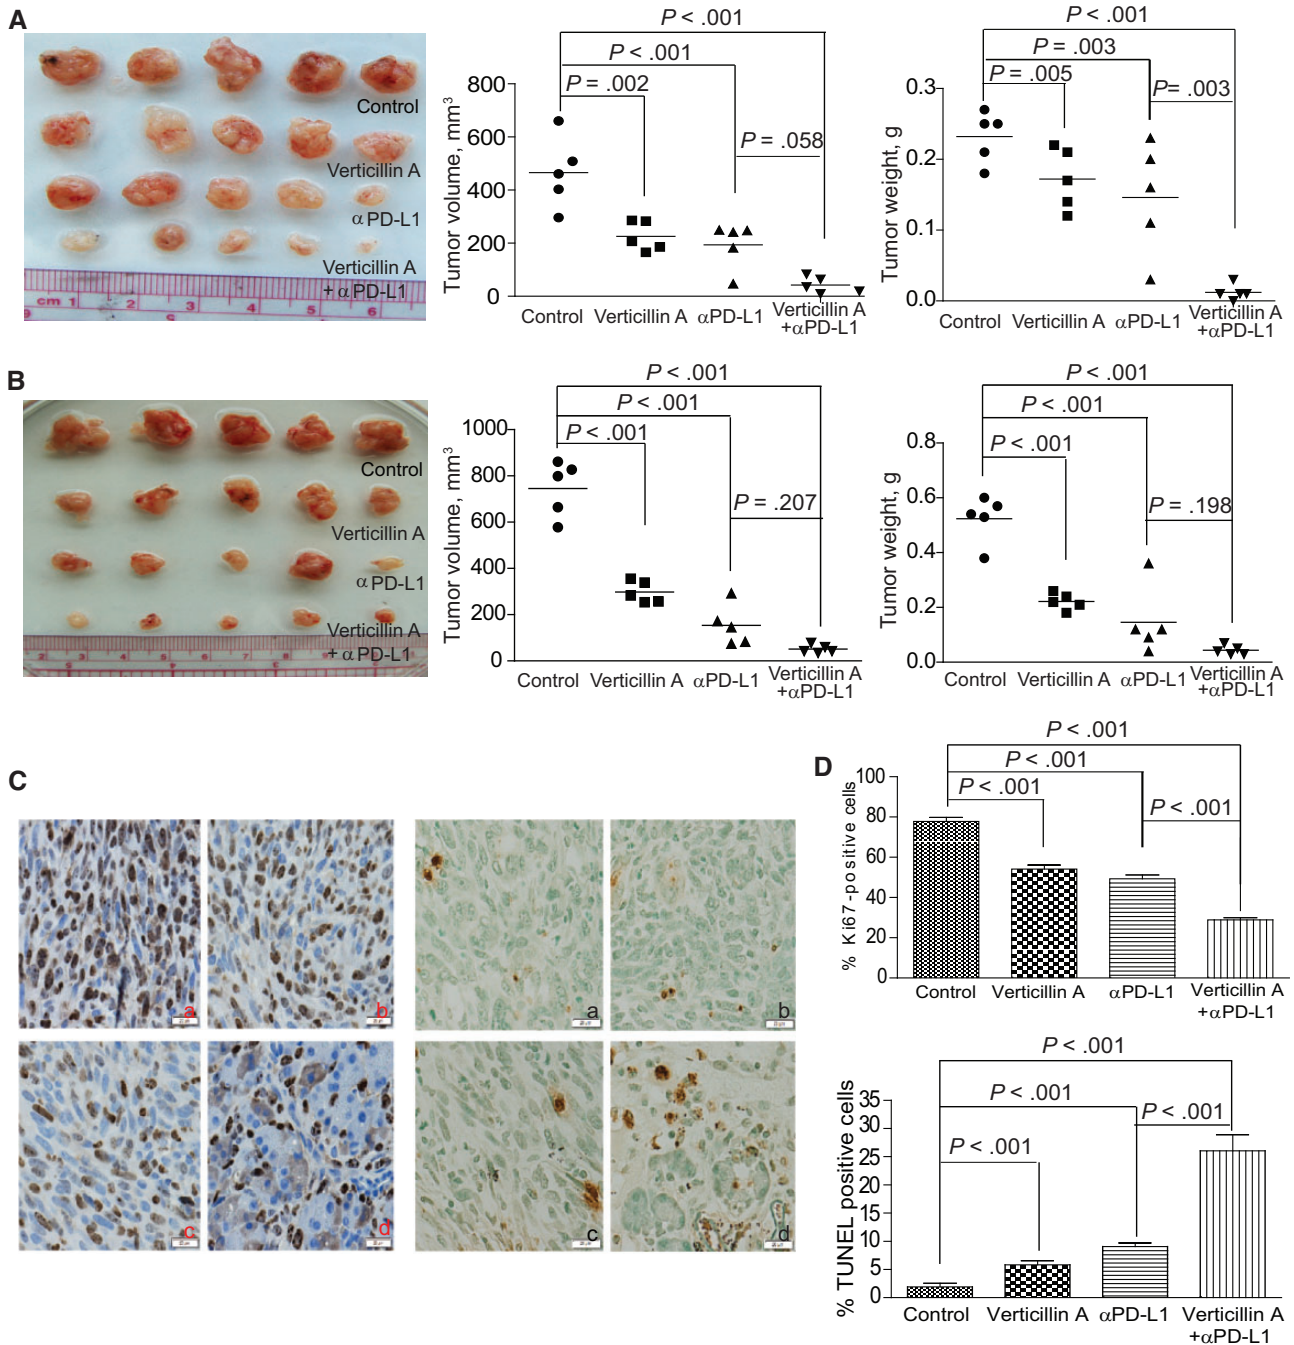 A
Control
Verticillin A
αPD-L1
Verticillin A
+ αPD-L1
cm 1 2 3 4 5 6
P < .001
P < .001
P = .002
P = .058
Tumor volume, mm3
800
600
400
200
0
Control Verticillin A αPD-L1 Verticillin A
+αPD-L1
P < .001
P = .003
P = .005
P= .003
Tumor weight, g
0.3
0.2
0.1
0.0
Control Verticillin A αPD-L1 Verticillin A
+αPD-L1
B
Control
Verticillin A
αPD-L1
Verticillin A
+ αPD-L1
P < .001
P < .001
P < .001
P = .207
Tumor volume, mm3
1000
800
600
400
200
0
Control Verticillin A αPD-L1 Verticillin A
+αPD-L1
P < .001
P < .001
P < .001
P = .198
Tumor weight, g
0.8
0.6
0.4
0.2
0.0
Control Verticillin A αPD-L1 Verticillin A
+αPD-L1
C
a
b
c
d
a
b
c
d
D
P < .001
P < .001
P < .001
P < .001
% Ki67-positive cells
100
80
60
40
20
0
Control Verticillin A αPD-L1 Verticillin A
+αPD-L1
P < .001
P < .001
P < .001
P < .001
% TUNEL positive cells
35
30
25
20
15
10
5
0
Control Verticillin A αPD-L1 Verticillin A
+αPD-L1